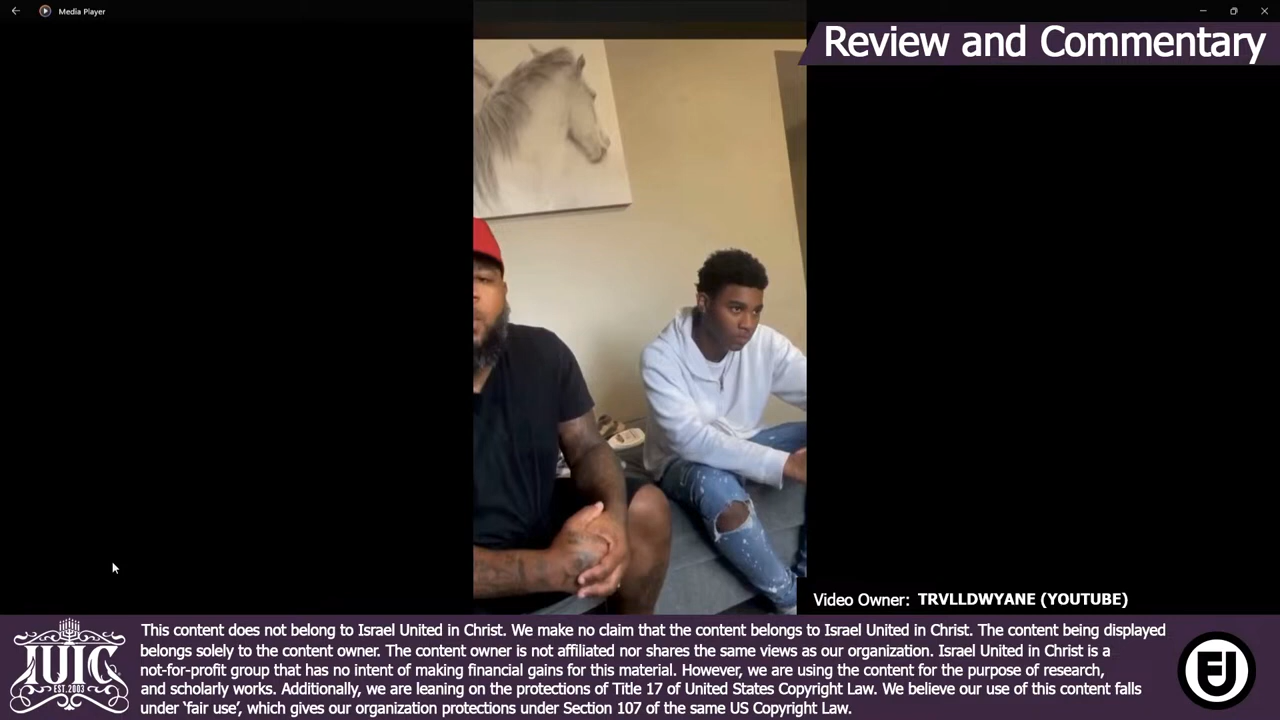 Media Player
Review and Commentary
Video Owner: TRVLLDWYANE (YOUTUBE)
This content does not belong to Israel United in Christ. We make no claim that the content belongs to Israel United in Christ. The content being displayed
belongs solely to the content owner. The content owner is not affiliated nor shares the same views as our organization. Israel United in Christ is a
not-for-profit group that has no intent of making financial gains for this material. However, we are using the content for the purpose of research,
and scholarly works. Additionally, we are leaning on the protections of Title 17 of United States Copyright Law. We believe our use of this content falls
under 'fair use', which gives our organization protections under Section 107 of the same US Copyright Law.
IUIC
EST.2003